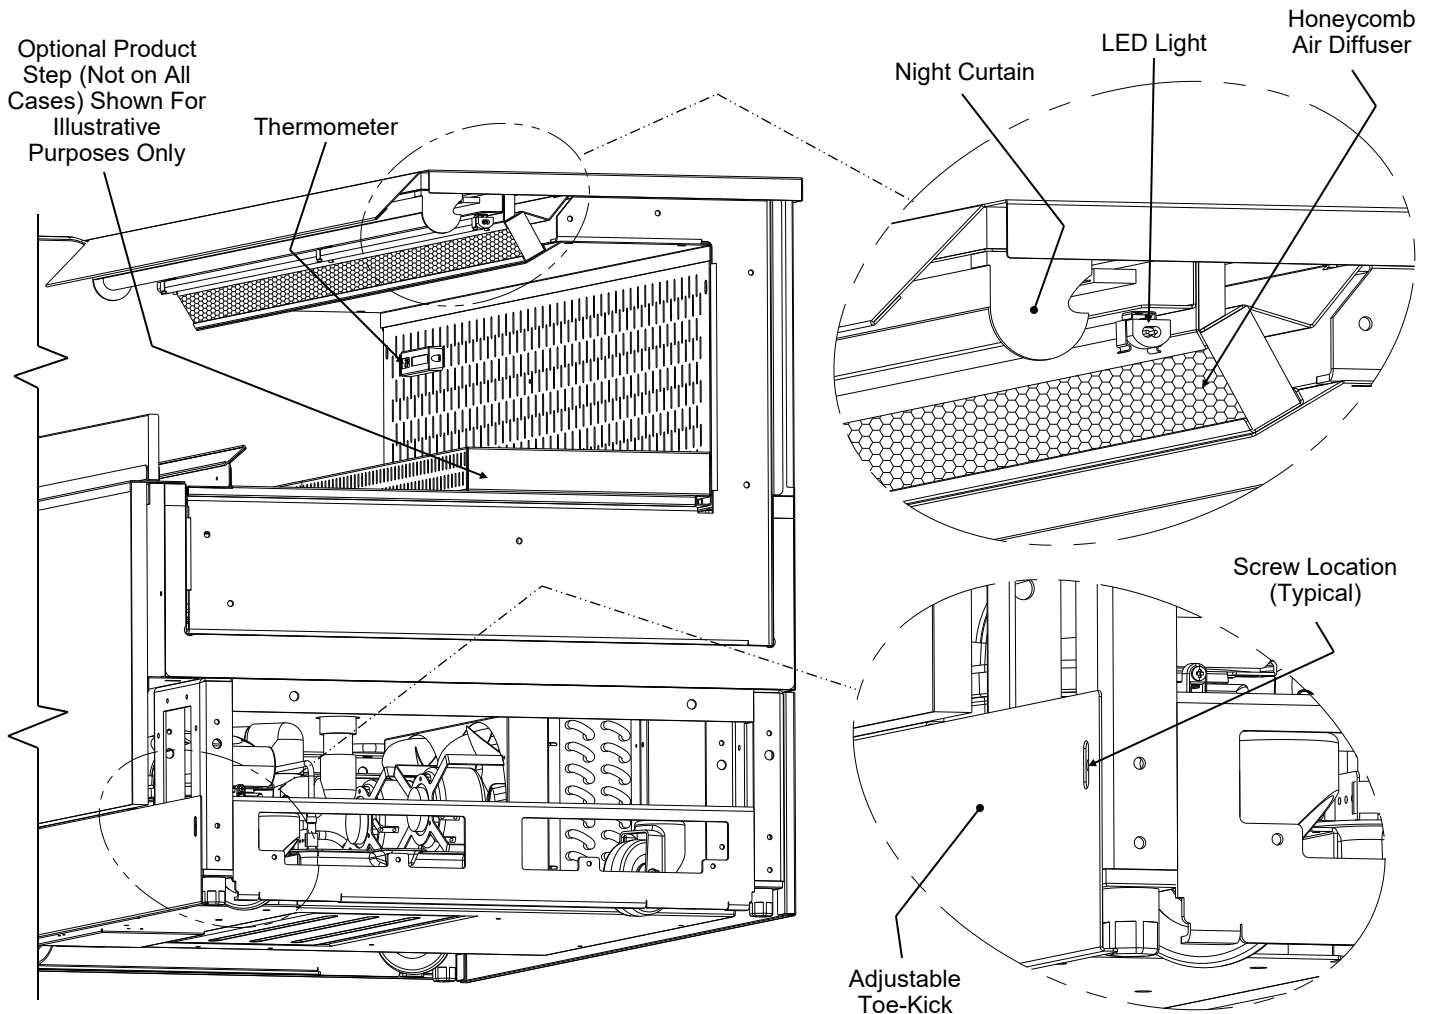 Optional Product
Step (Not on All
Cases) Shown For
Illustrative
Purposes Only
Thermometer
Night Curtain
LED Light
Honeycomb
Air Diffuser
Screw Location
(Typical)
Adjustable
Toe-Kick